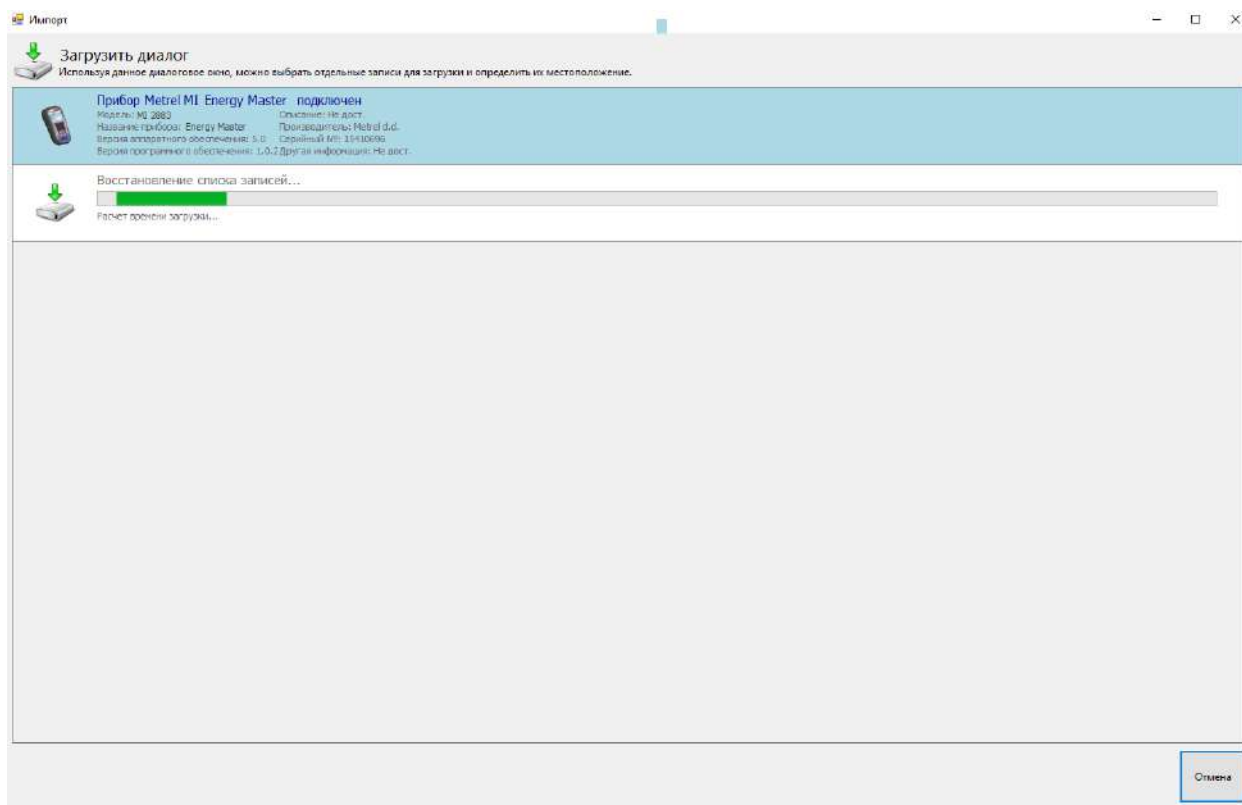 Импорт
Загрузить диалог
Используя данное диалоговое окно, можно выбрать отдельные записи для загрузки и определить их местоположение.
Прибор Metrel MI Energy Master подключен
Модель: MI 2883 Описание: Не дост.
Название прибора: Energy Master Производитель: Metrel d.d.
Версия аппаратного обеспечения: 5.0 Серийный №: 15410696
Версия программного обеспечения: 1.0.2 Другая информация: Не дост.
Восстановление списка записей...
Расчет времени загрузки...
Отмена